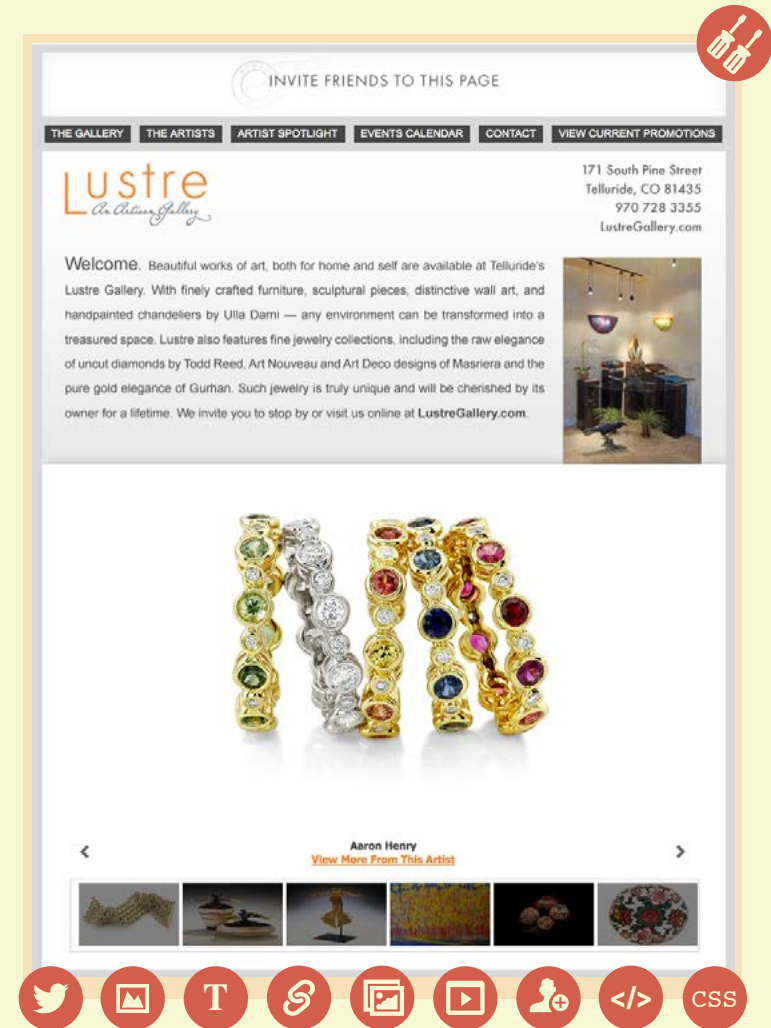 INVITE FRIENDS TO THIS PAGE
THE GALLERY THE ARTISTS ARTIST SPOTLIGHT EVENTS CALENDAR CONTACT VIEW CURRENT PROMOTIONS
Lustre
An Artisan Gallery
171 South Pine Street
Telluride, CO 81435
970 728 3355
LustreGallery.com
Welcome. Beautiful works of art, both for home and self are available at Telluride's
Lustre Gallery. With finely crafted furniture, sculptural pieces, distinctive wall art, and
handpainted chandeliers by Ulla Darni — any environment can be transformed into a
treasured space. Lustre also features fine jewelry collections, including the raw elegance
of uncut diamonds by Todd Reed, Art Nouveau and Art Deco designs of Masriera and the
pure gold elegance of Gurhan. Such jewelry is truly unique and will be cherished by its
owner for a lifetime. We invite you to stop by or visit us online at LustreGallery.com.
Aaron Henry
View More From This Artist
T </> CSS